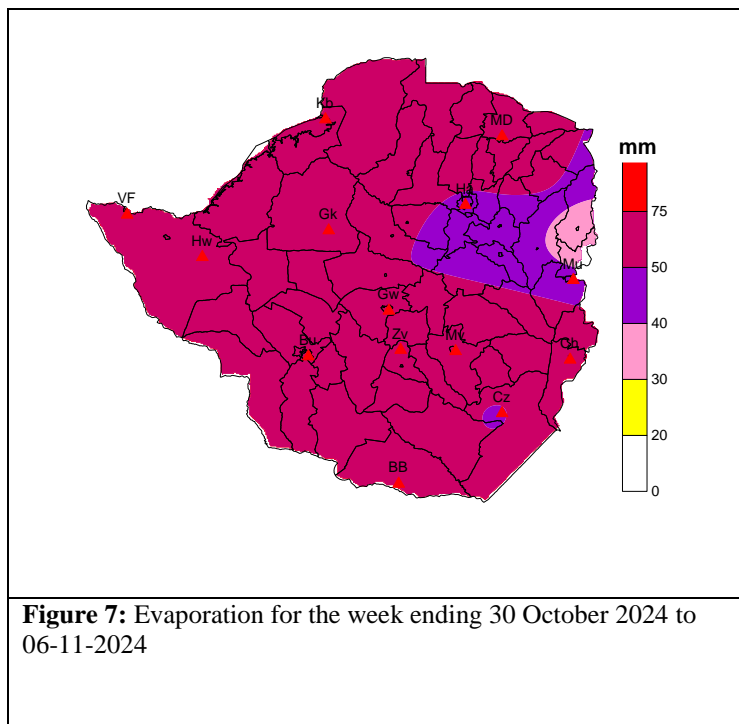 Kb
MD
mm
VF
Ha
75
Gk
Hw
50
Mu
Gw
40
Bu
Zv
Mv
Ch
30
Cz
20
BB
0
Figure 7: Evaporation for the week ending 30 October 2024 to
06-11-2024